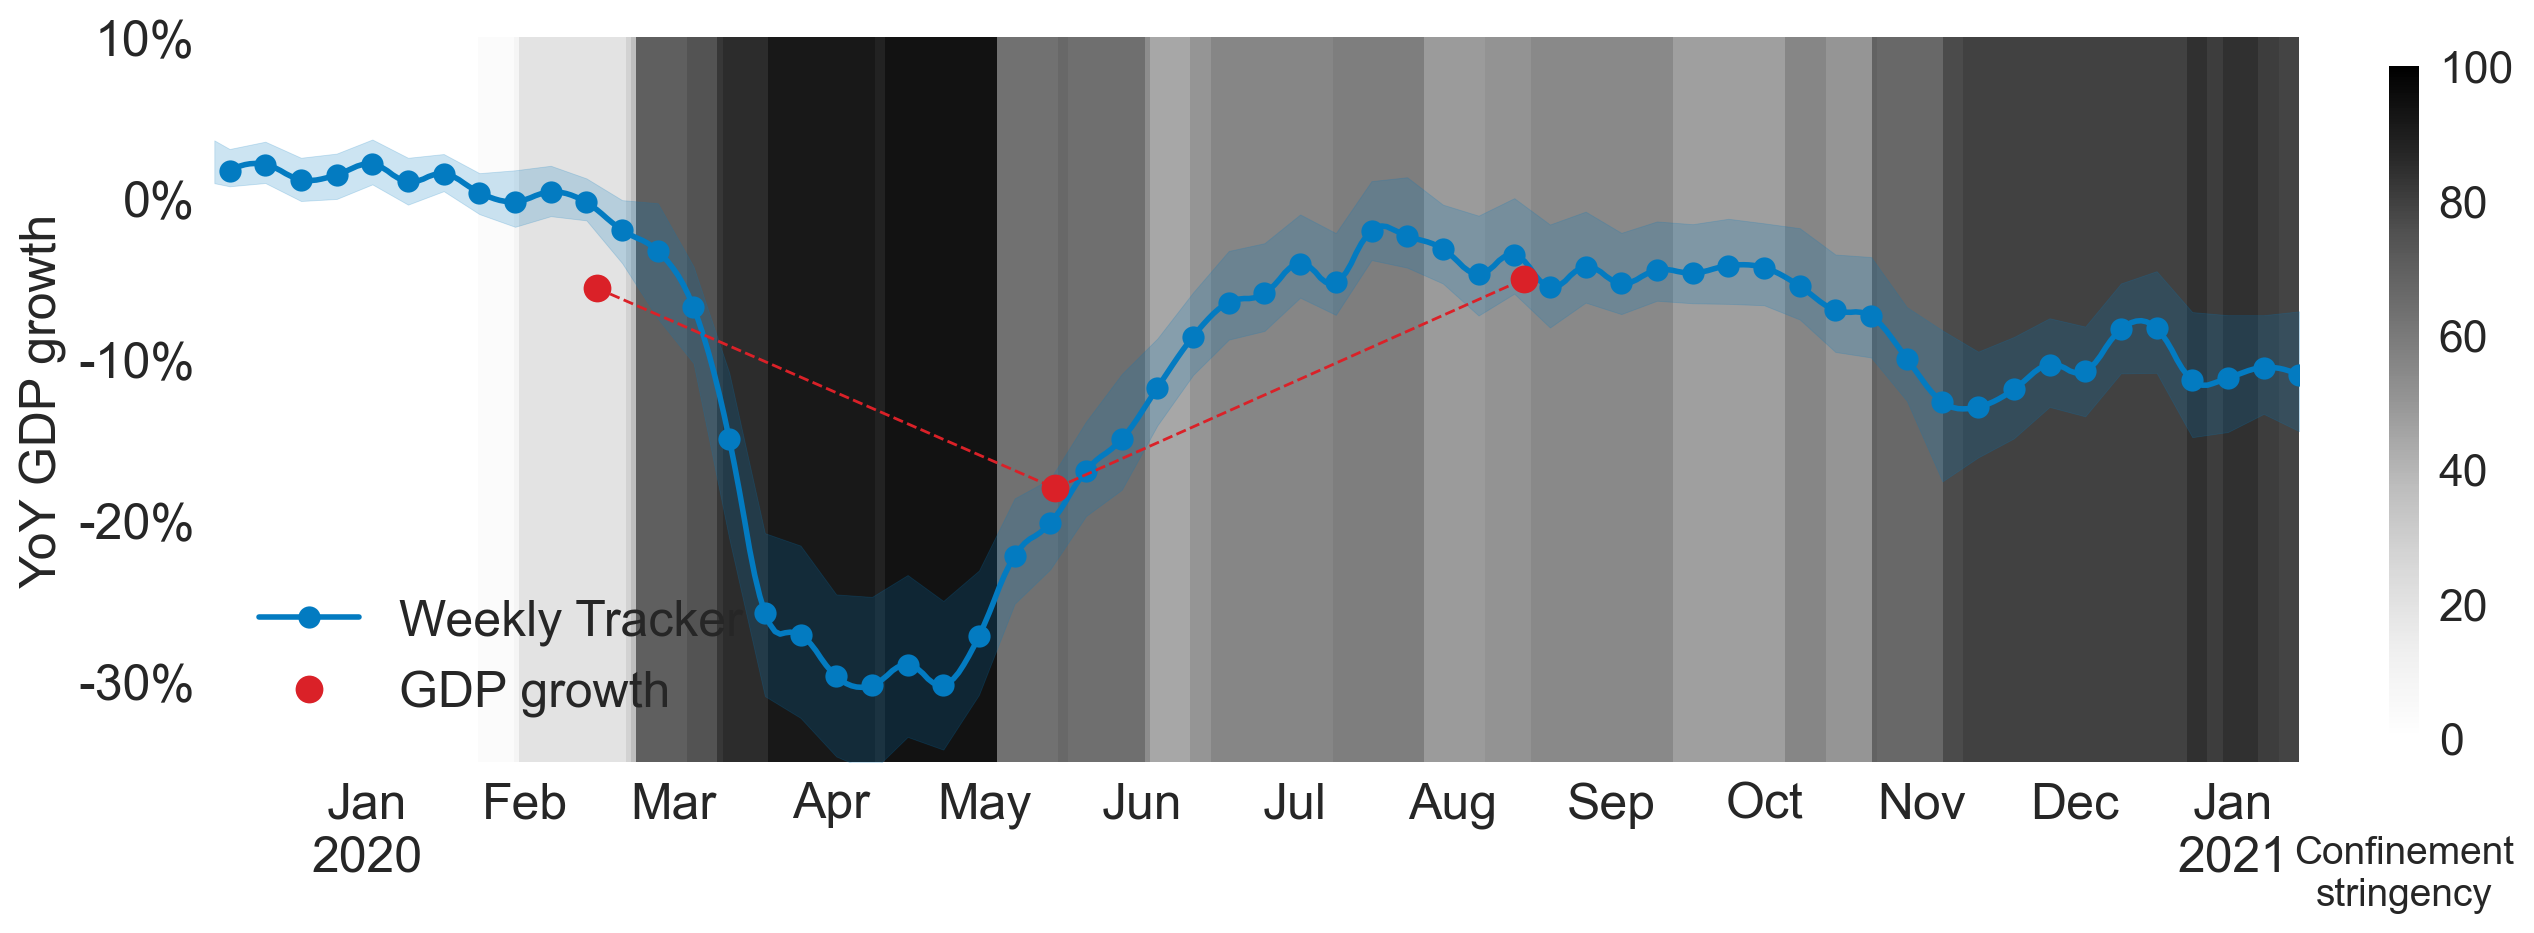 10%
0%
-10%
-20%
-30%
YoY GDP growth
Weekly Tracker
GDP growth
Jan Feb Mar Apr May Jun Jul Aug Sep Oct Nov Dec Jan
2020 2021
100
80
60
40
20
0
Confinement
stringency